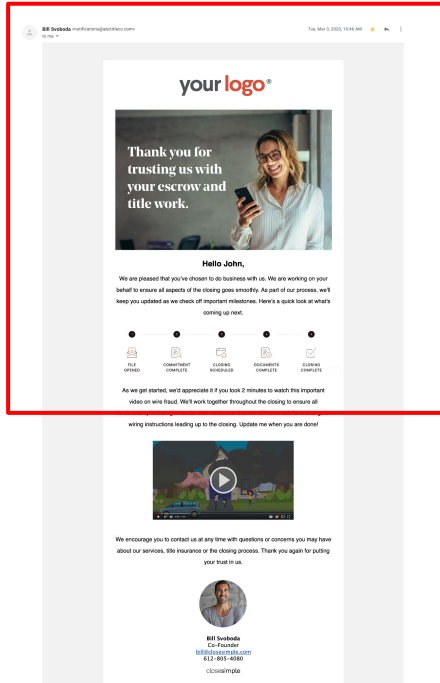 Bill Svoboda <notifications@abctitleco.com>
Tue, Mar 3, 2020, 10:46 AM
to me
your logo®
Thank you for
trusting us with
your escrow and
title work.
Hello John,
We are pleased that you've chosen to do business with us. We are working on your
behalf to ensure all aspects of the closing goes smoothly. As part of our process, we'll
keep you updated as we check off important milestones. Here's a quick look at what's
coming up next.
FILE OPENED
COMMITMENT COMPLETE
CLOSING SCHEDULED
DOCUMENTS COMPLETE
CLOSING COMPLETE
As we get started, we'd appreciate it if you took 2 minutes to watch this important
video on wire fraud. We'll work together throughout the closing to ensure all
wiring instructions leading up to the closing. Update me when you are done!
We encourage you to contact us at any time with questions or concerns you may have
about our services, title insurance or the closing process. Thank you again for putting
your trust in us.
Bill Svoboda
Co-Founder
bill@closesimple.com
612-805-4080
closesimple